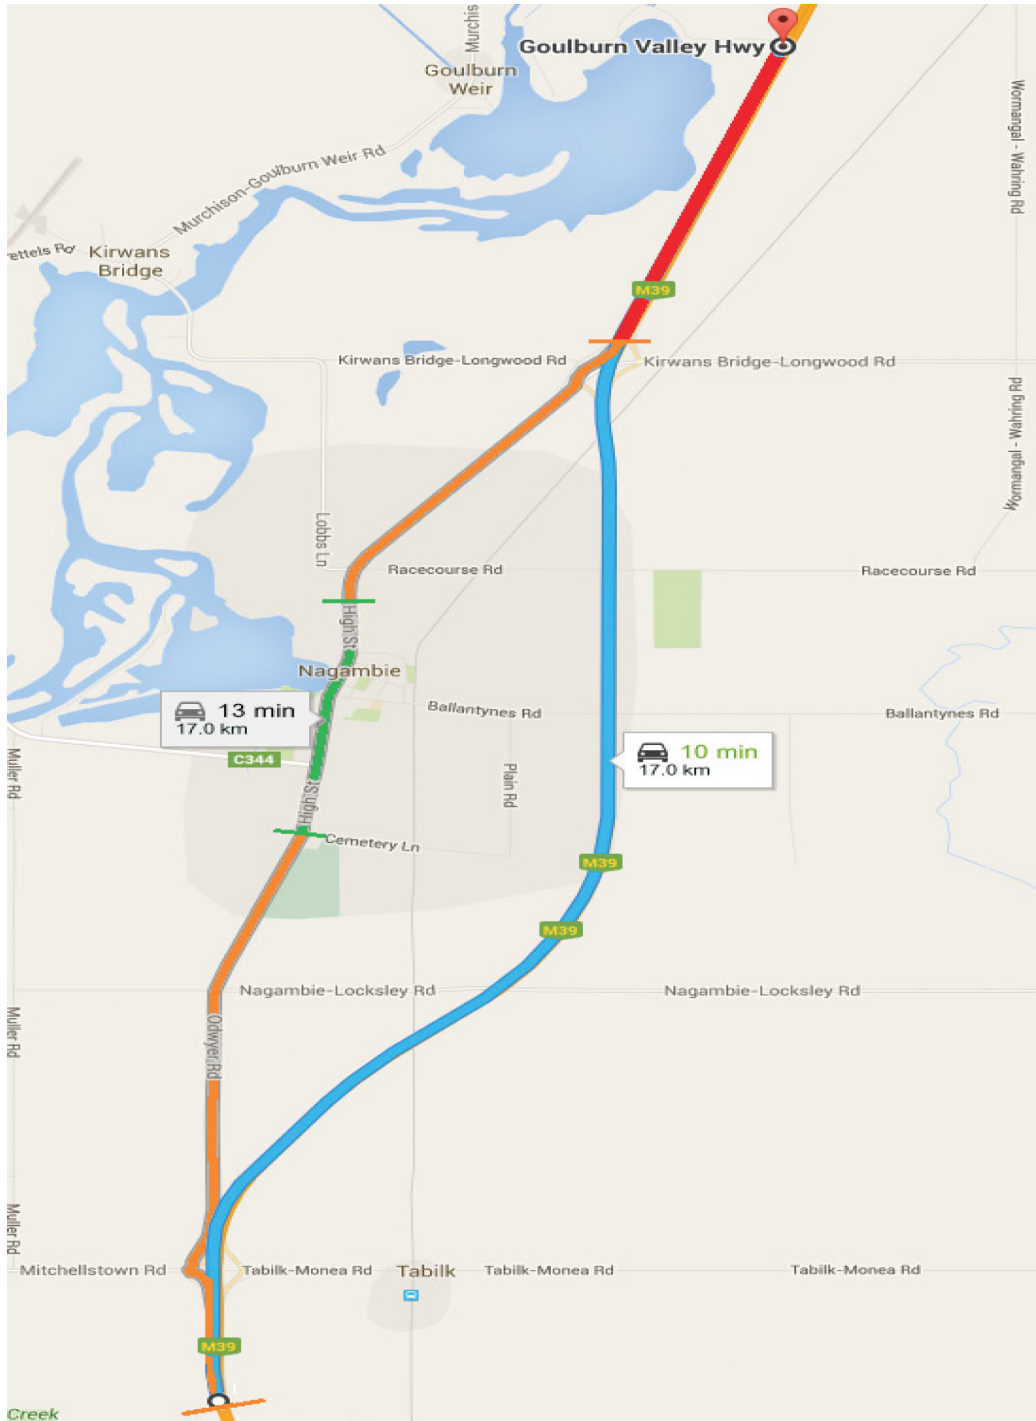 Murchis
Goulburn Valley Hwy
Goulburn
Weir
Wormangal - Wahring Rd
Murchison-Goulburn Weir Rd
ettels Rd
Kirwans
Bridge
M39
Kirwans Bridge-Longwood Rd
Kirwans Bridge-Longwood Rd
Wormangal - Wahring Rd
Lobbs Ln
Racecourse Rd
Racecourse Rd
High St
Nagambie
13 min
17.0 km
Ballantynes Rd
Ballantynes Rd
C344
10 min
17.0 km
Muller Rd
Plain Rd
High St
Cemetery Ln
M39
M39
Nagambie-Locksley Rd
Nagambie-Locksley Rd
Muller Rd
Odwyer Rd
Muller Rd
Mitchellstown Rd
Tabilk-Monea Rd
Tabilk
Tabilk-Monea Rd
Tabilk-Monea Rd
M39
Creek